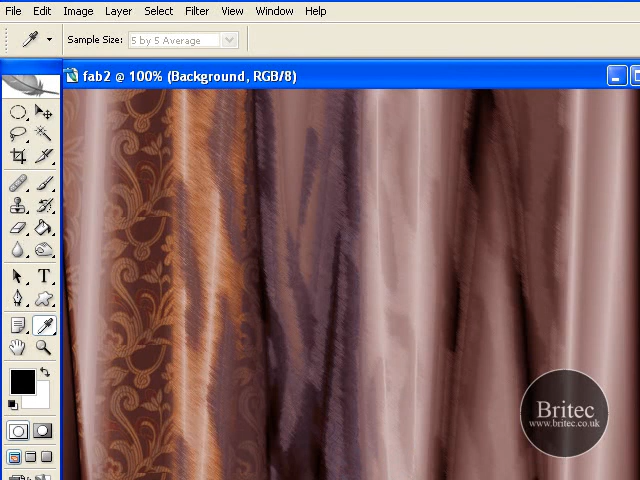 File Edit Image Layer Select Filter View Window Help
Sample Size: 5 by 5 Average
fab2 @ 100% (Background, RGB/8)
T
Britec
www.britec.co.uk